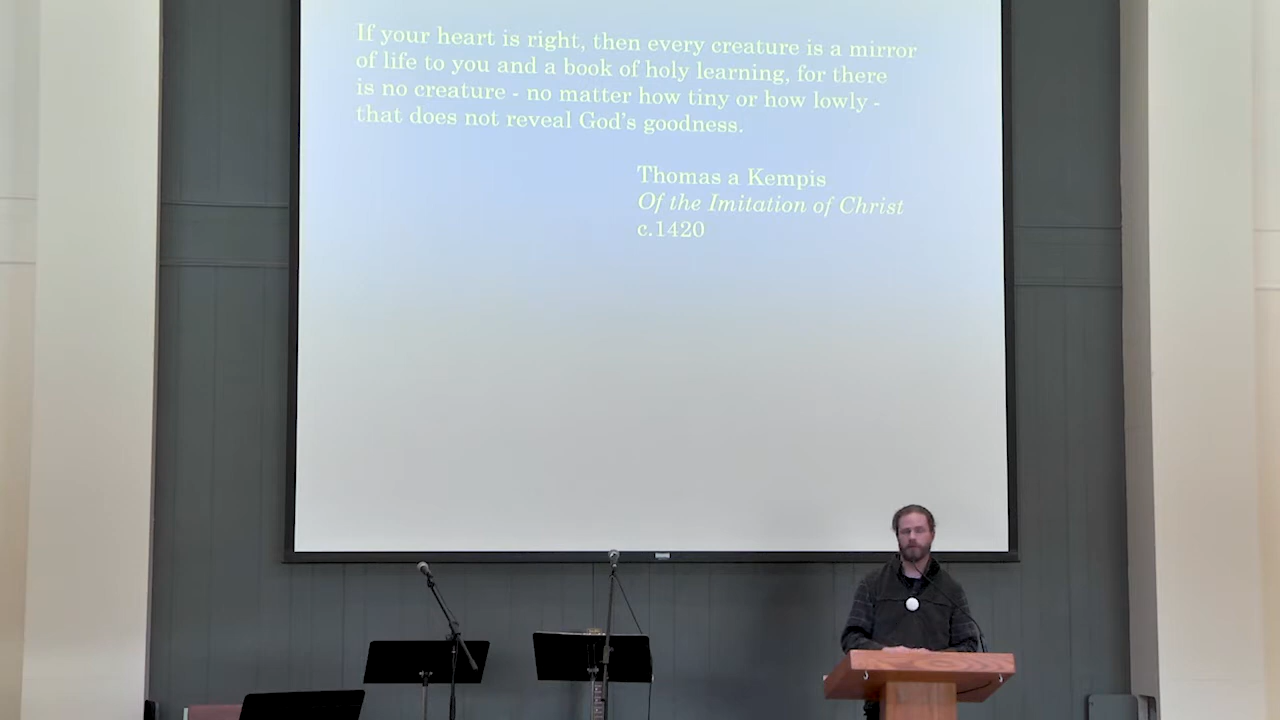 If your heart is right, then every creature is a mirror
of life to you and a book of holy learning, for there
is no creature - no matter how tiny or how lowly -
that does not reveal God's goodness.
Thomas a Kempis
Of the Imitation of Christ
c.1420